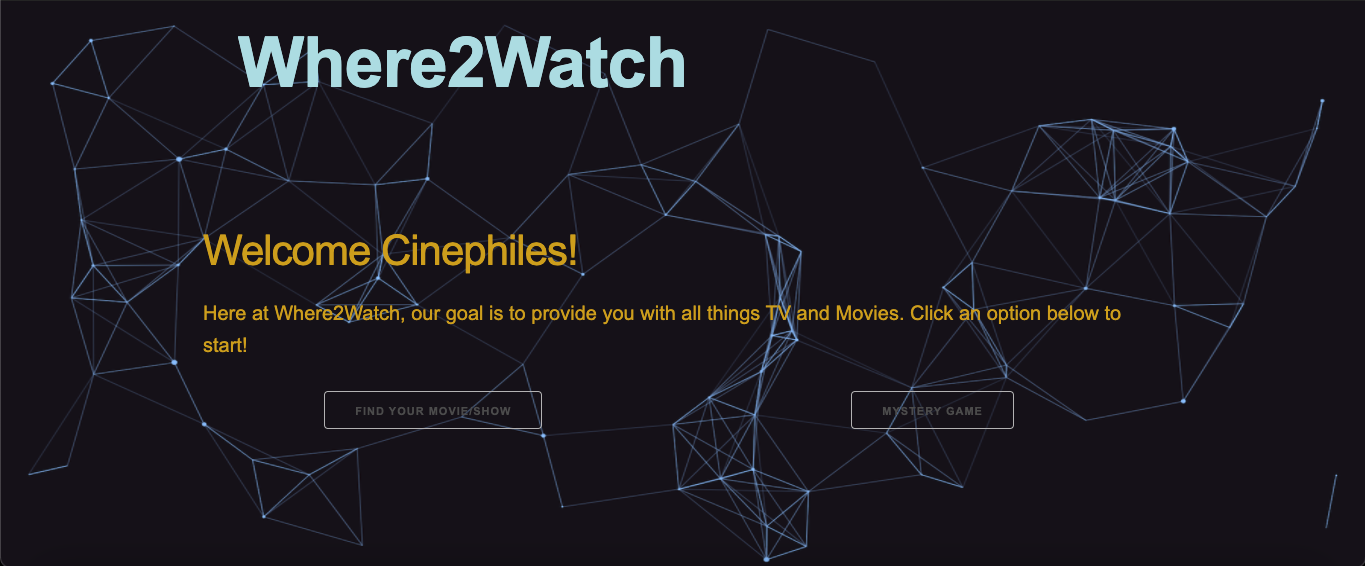 Where2Watch
Welcome Cinephiles!
Here at Where2Watch, our goal is to provide you with all things TV and Movies. Click an option below to
start!
FIND YOUR MOVIE/SHOW
MYSTERY GAME